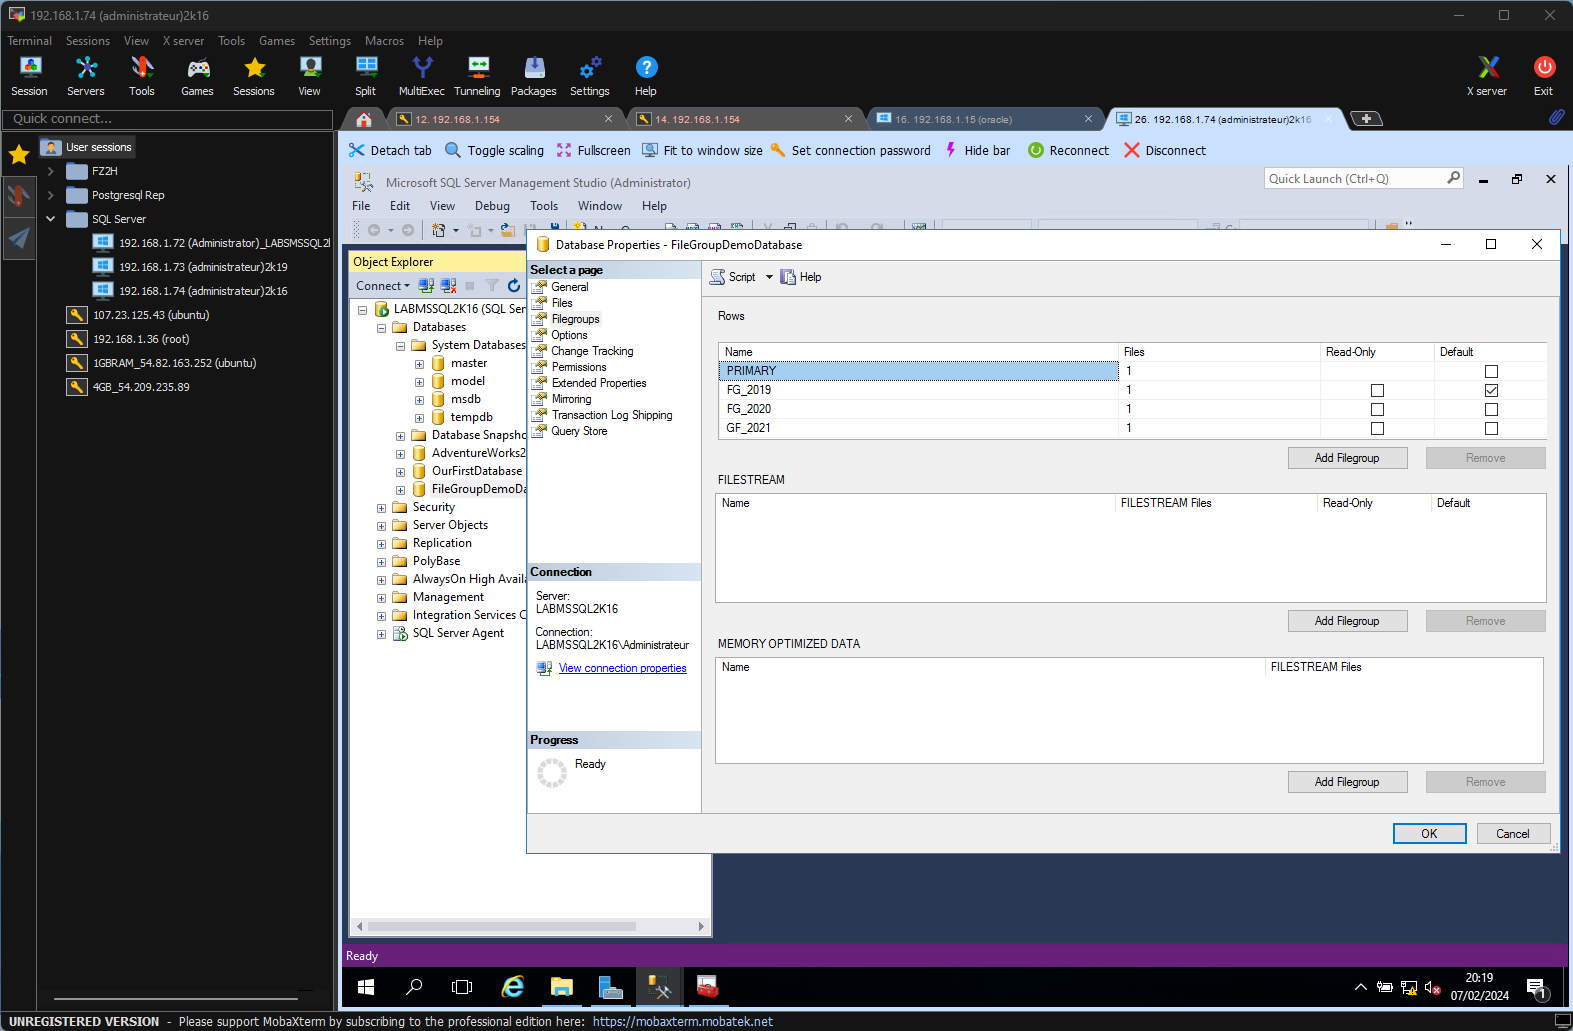 192.168.1.74 (administrateur)2k16
Terminal Sessions View X server Tools Games Settings Macros Help
Session Servers Tools Games Sessions View Split MultiExec Tunneling Packages Settings Help X server Exit
Quick connect...
12. 192.168.1.154
14. 192.168.1.154
16. 192.168.1.15 (oracle)
26. 192.168.1.74 (administrateur)2k16
Detach tab Toggle scaling Fullscreen Fit to window size Set connection password Hide bar Reconnect Disconnect
User sessions
FZ2H
Postgresql Rep
SQL Server
192.168.1.72 (Administrator)_LABSMSSQL2
192.168.1.73 (administrateur)2k19
192.168.1.74 (administrateur)2k16
107.23.125.43 (ubuntu)
192.168.1.36 (root)
1GBRAM_54.82.163.252 (ubuntu)
4GB_54.209.235.89
Microsoft SQL Server Management Studio (Administrator)
Quick Launch (Ctrl+Q)
File Edit View Debug Tools Window Help
Object Explorer
Connect
LABMSSQL2K16 (SQL Ser
Databases
System Databases
master
model
msdb
tempdb
Database Snapsho
AdventureWorks2
OurFirstDatabase
FileGroupDemoDa
Security
Server Objects
Replication
PolyBase
AlwaysOn High Availa
Management
Integration Services C
SQL Server Agent
Database Properties - FileGroupDemoDatabase
Select a page
General
Files
Filegroups
Options
Change Tracking
Permissions
Extended Properties
Mirroring
Transaction Log Shipping
Query Store
Connection
Server:
LABMSSQL2K16
Connection:
LABMSSQL2K16\Administrateur
View connection properties
Progress
Ready
Script Help
Rows
Name Files Read-Only Default
PRIMARY 1
FG_2019 1
FG_2020 1
GF_2021 1
Add Filegroup Remove
FILESTREAM
Name FILESTREAM Files Read-Only Default
Add Filegroup Remove
MEMORY OPTIMIZED DATA
Name FILESTREAM Files
Add Filegroup Remove
OK Cancel
Ready
20:19
07/02/2024
1
UNREGISTERED VERSION - Please support MobaXterm by subscribing to the professional edition here: https://mobaxterm.mobatek.net